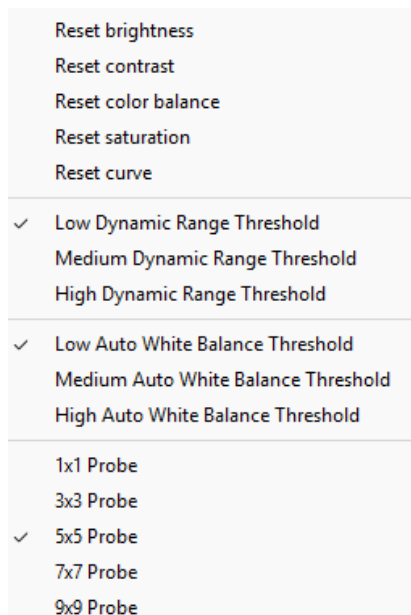 Reset brightness
Reset contrast
Reset color balance
Reset saturation
Reset curve
Low Dynamic Range Threshold
Medium Dynamic Range Threshold
High Dynamic Range Threshold
Low Auto White Balance Threshold
Medium Auto White Balance Threshold
High Auto White Balance Threshold
1x1 Probe
3x3 Probe
5x5 Probe
7x7 Probe
9x9 Probe